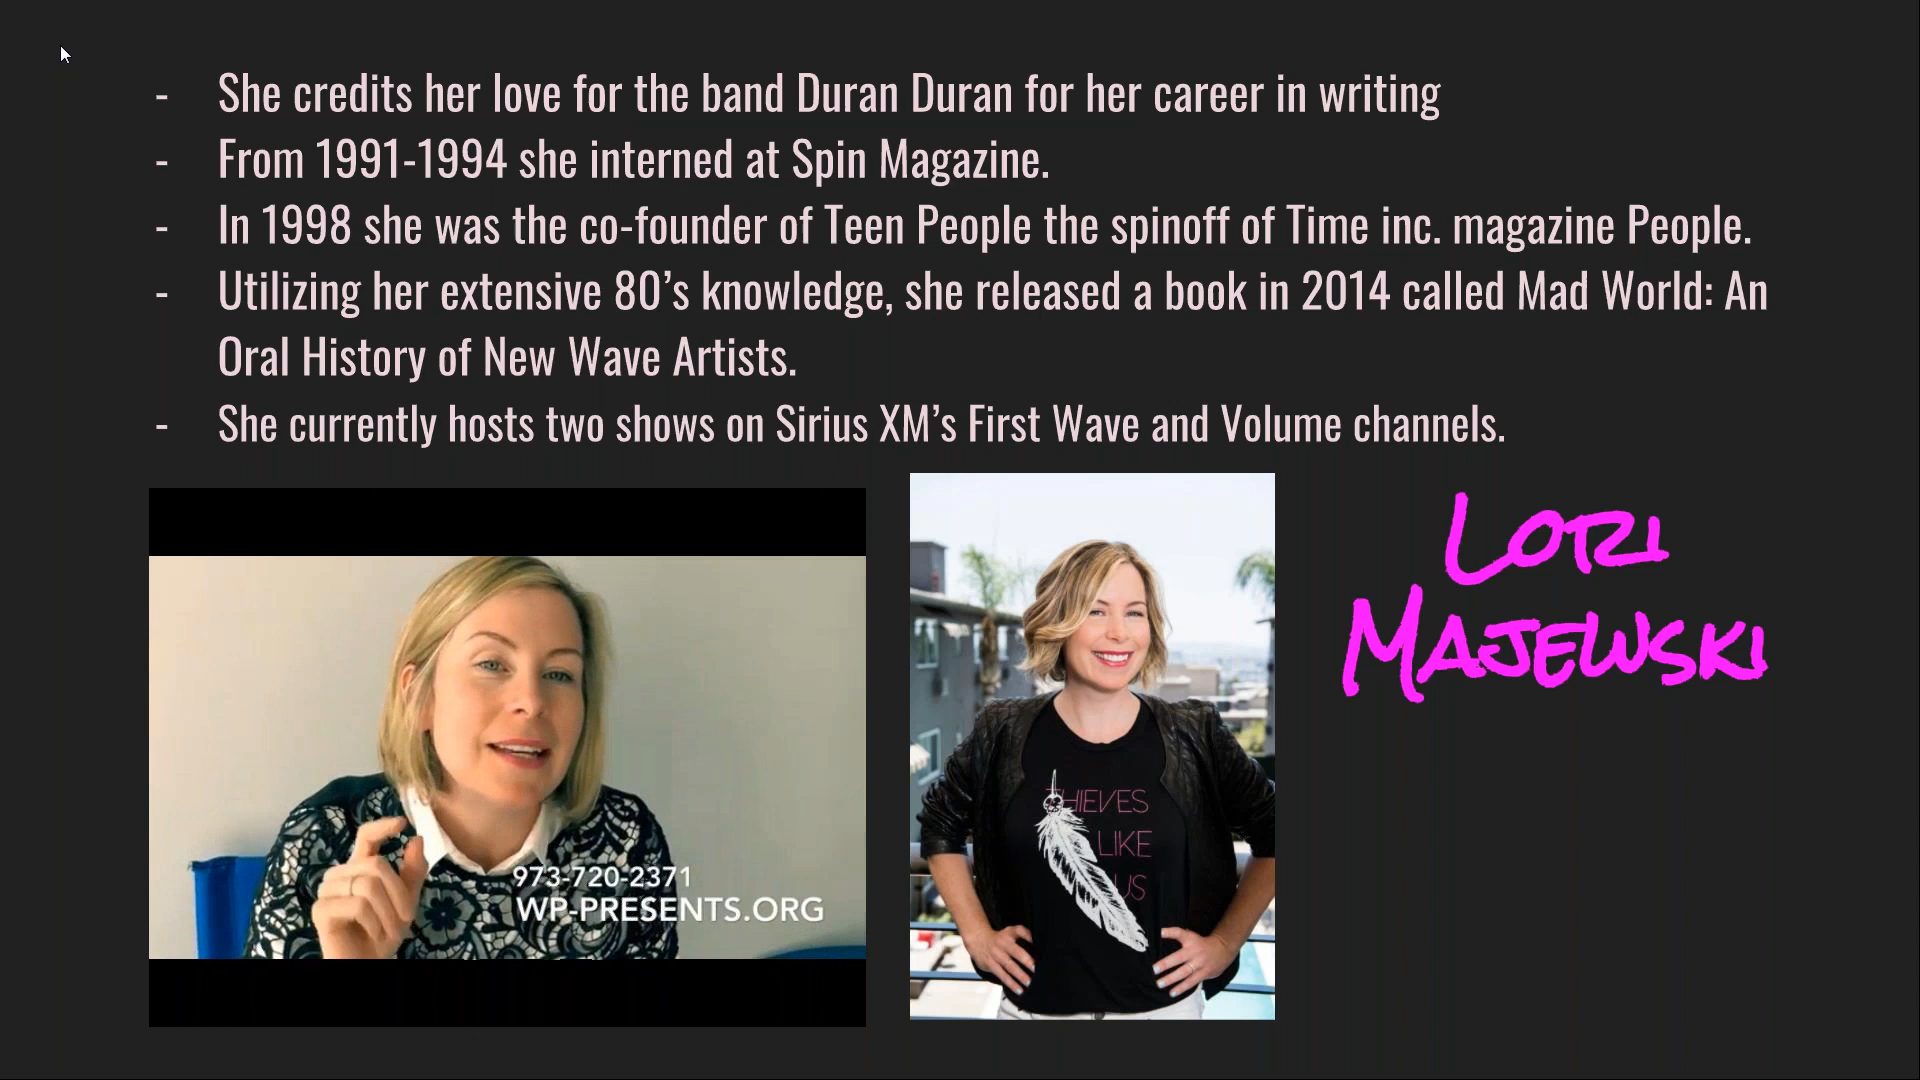 - She credits her love for the band Duran Duran for her career in writing
- From 1991-1994 she interned at Spin Magazine.
- In 1998 she was the co-founder of Teen People the spinoff of Time inc. magazine People.
- Utilizing her extensive 80’s knowledge, she released a book in 2014 called Mad World: An
Oral History of New Wave Artists.
- She currently hosts two shows on Sirius XM’s First Wave and Volume channels.
973-720-2371
WP-PRESENTS.ORG
THIEVES
LIKE
US
LORI
MAJEWSKI